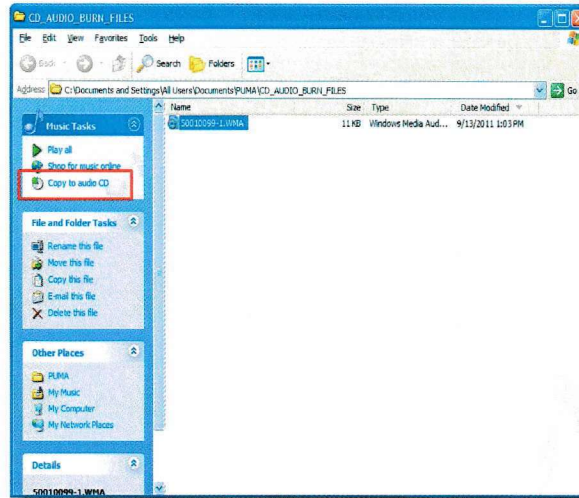 CD_AUDIO_BURN_FILES
File Edit View Favorites Tools Help
Back Search Folders
Address C:\Documents and Settings\All Users\Documents\PUMA\CD_AUDIO_BURN_FILES Go
Name Size Type Date Modified
50010099-1.WMA 11 KB Windows Media Aud... 9/13/2011 1:03 PM
Music Tasks
Play all
Shop for music online
Copy to audio CD
File and Folder Tasks
Rename this file
Move this file
Copy this file
E-mail this file
Delete this file
Other Places
PUMA
My Music
My Computer
My Network Places
Details
50010099-1.WMA